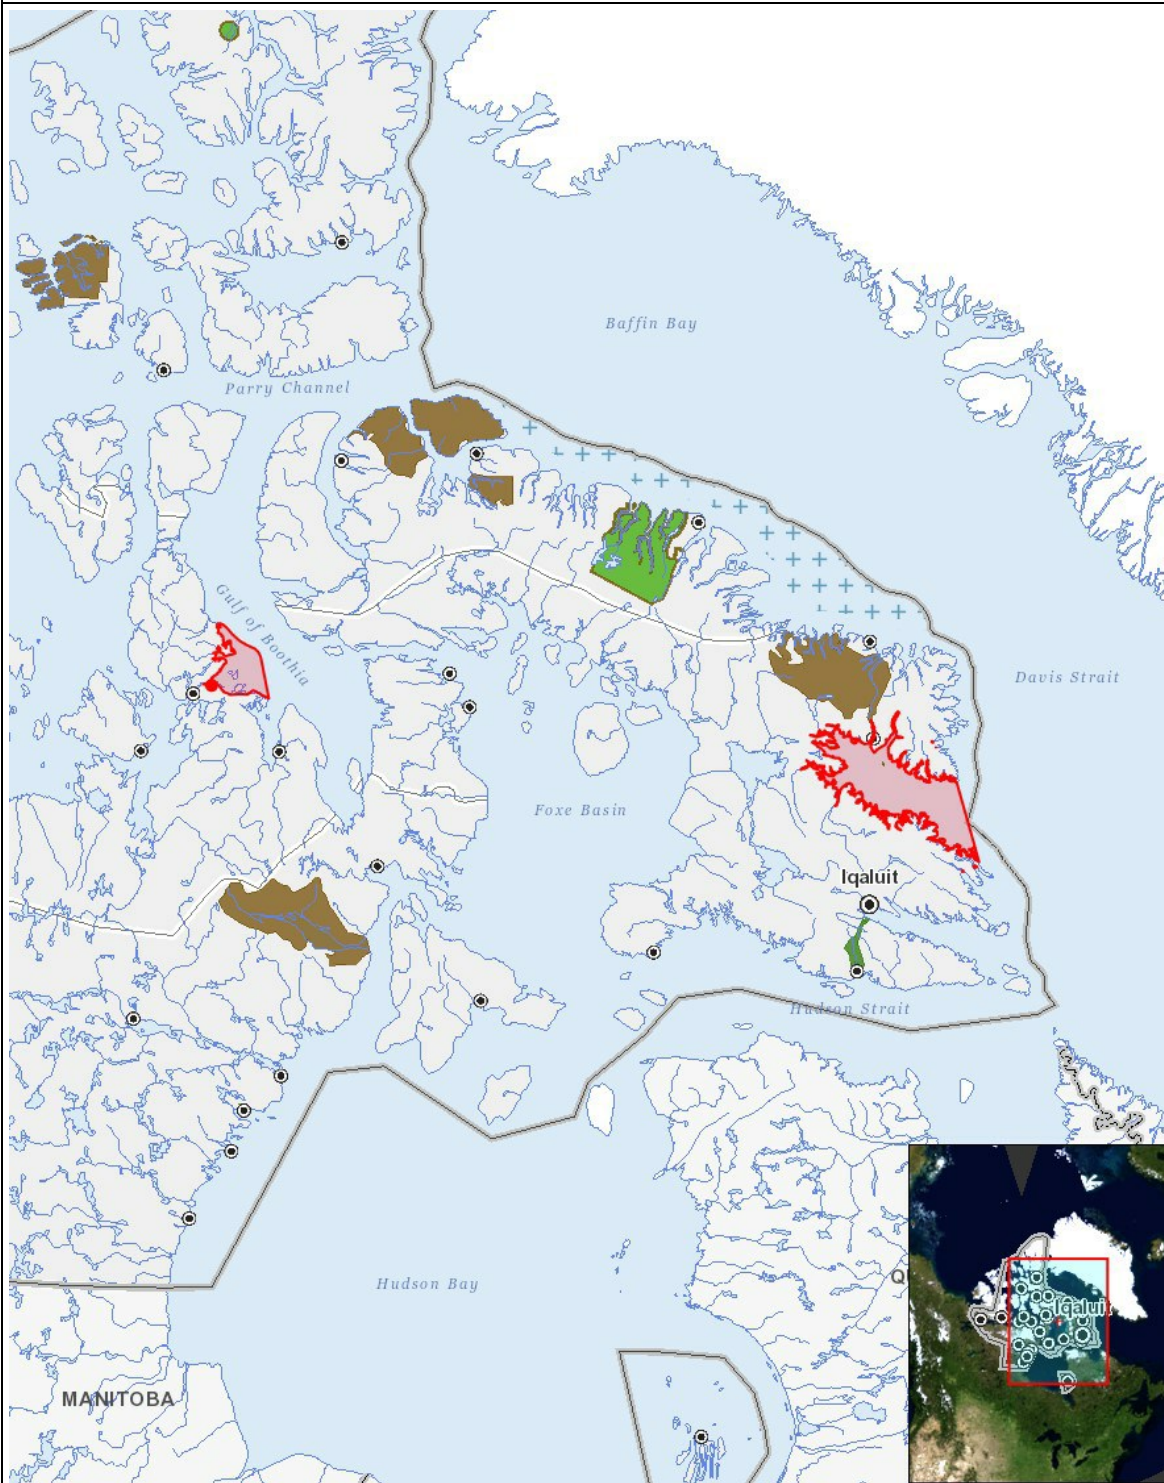 Baffin Bay
Parry Channel
Gulf of Boothia
Davis Strait
Foxe Basin
Iqaluit
Hudson Strait
Hudson Bay
Iqaluit
MANITOBA